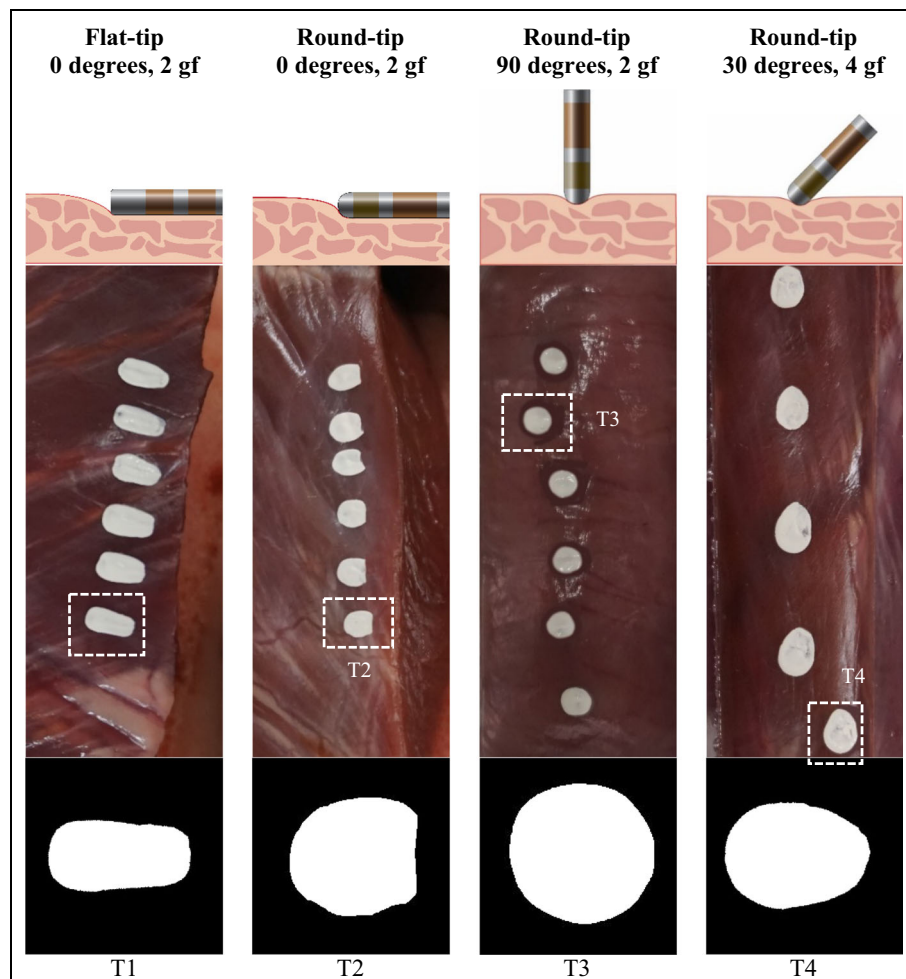 Flat-tip
0 degrees, 2 gf
Round-tip
0 degrees, 2 gf
Round-tip
90 degrees, 2 gf
Round-tip
30 degrees, 4 gf
T3
T2
T4
T1
T2
T3
T4